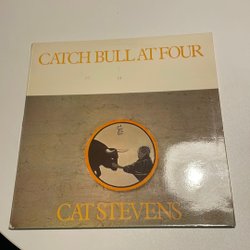 CATCH BULL AT FOUR
CAT STEVENS